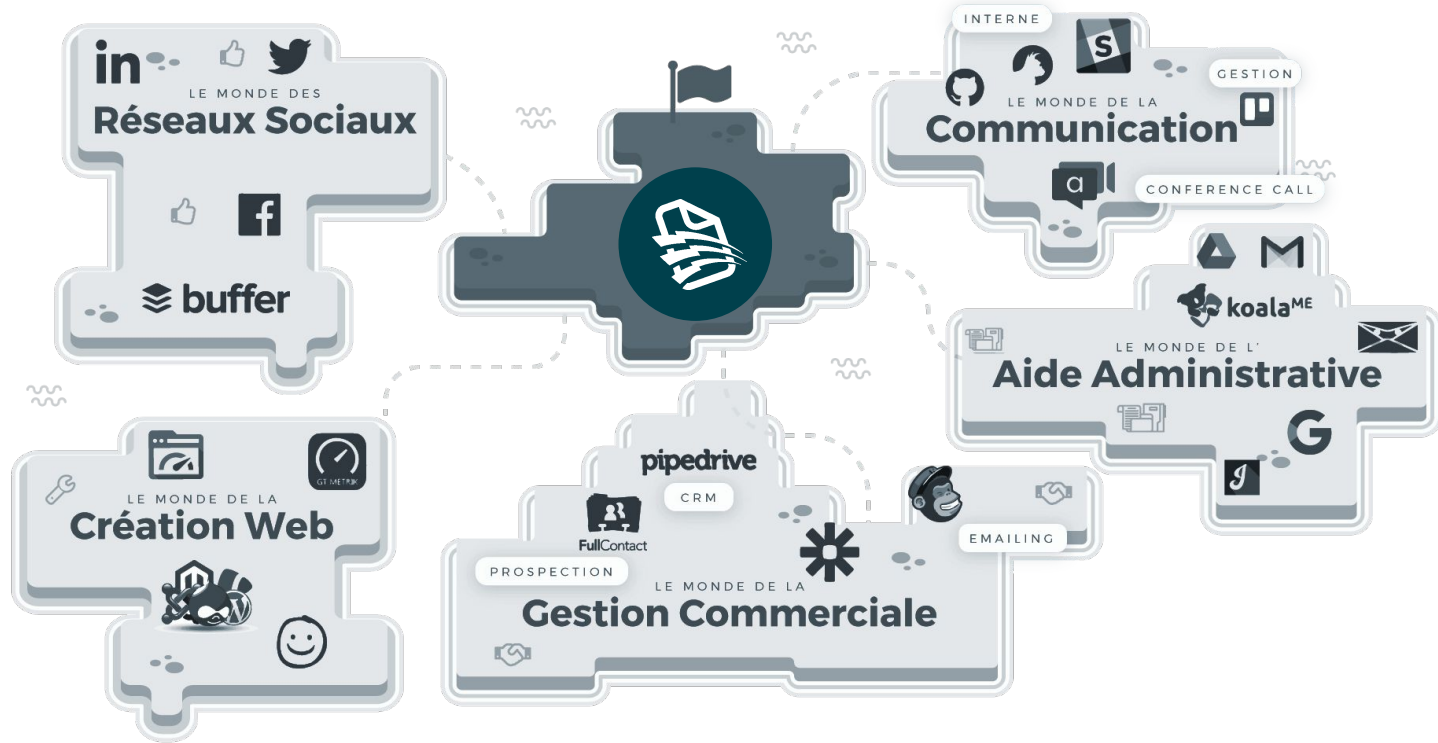 in
LE MONDE DES
Réseaux Sociaux
f
buffer
INTERNE
S
GESTION
LE MONDE DE LA
Communication
a
CONFERENCE CALL
koalaME
LE MONDE DE L'
Aide Administrative
G
GT METRIX
LE MONDE DE LA
Création Web
pipedrive
CRM
FullContact
PROSPECTION
EMAILING
LE MONDE DE LA
Gestion Commerciale